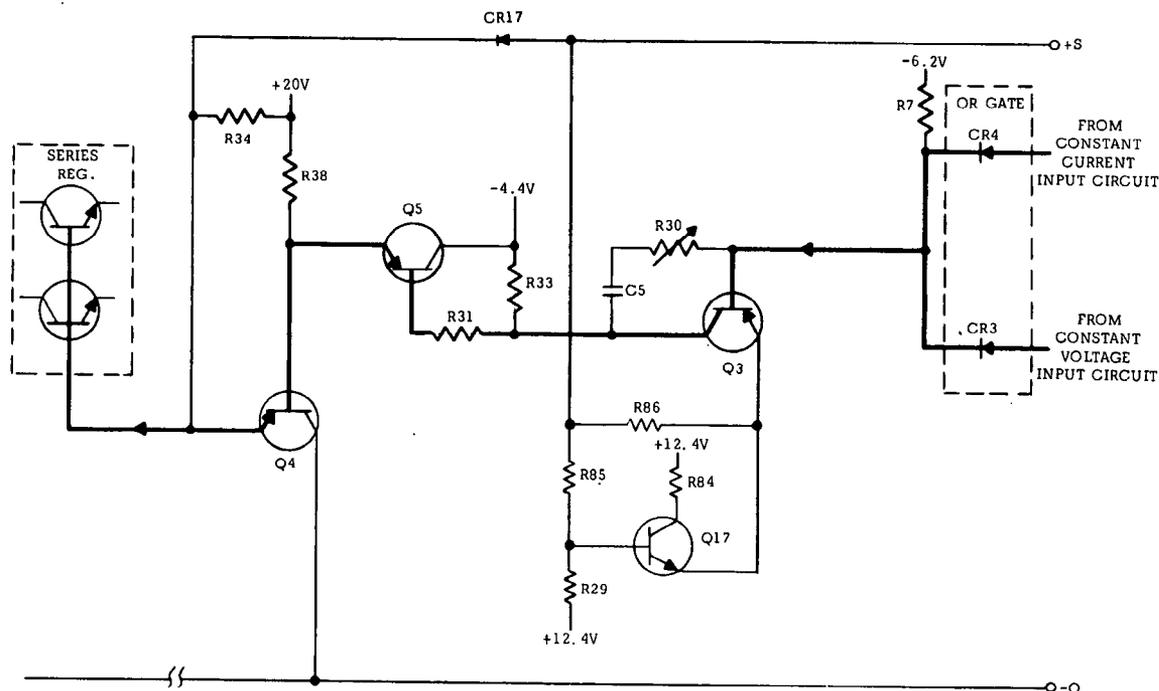 CR17
+S
+20V
-6.2V
R34
R7
OR GATE
CR4
FROM
CONSTANT
CURRENT
INPUT CIRCUIT
SERIES
REG.
R38
-4.4V
Q5
R30
R33
C5
R31
Q3
CR3
FROM
CONSTANT
VOLTAGE
INPUT CIRCUIT
Q4
R86
+12.4V
R85
R84
Q17
R29
+12.4V
-O